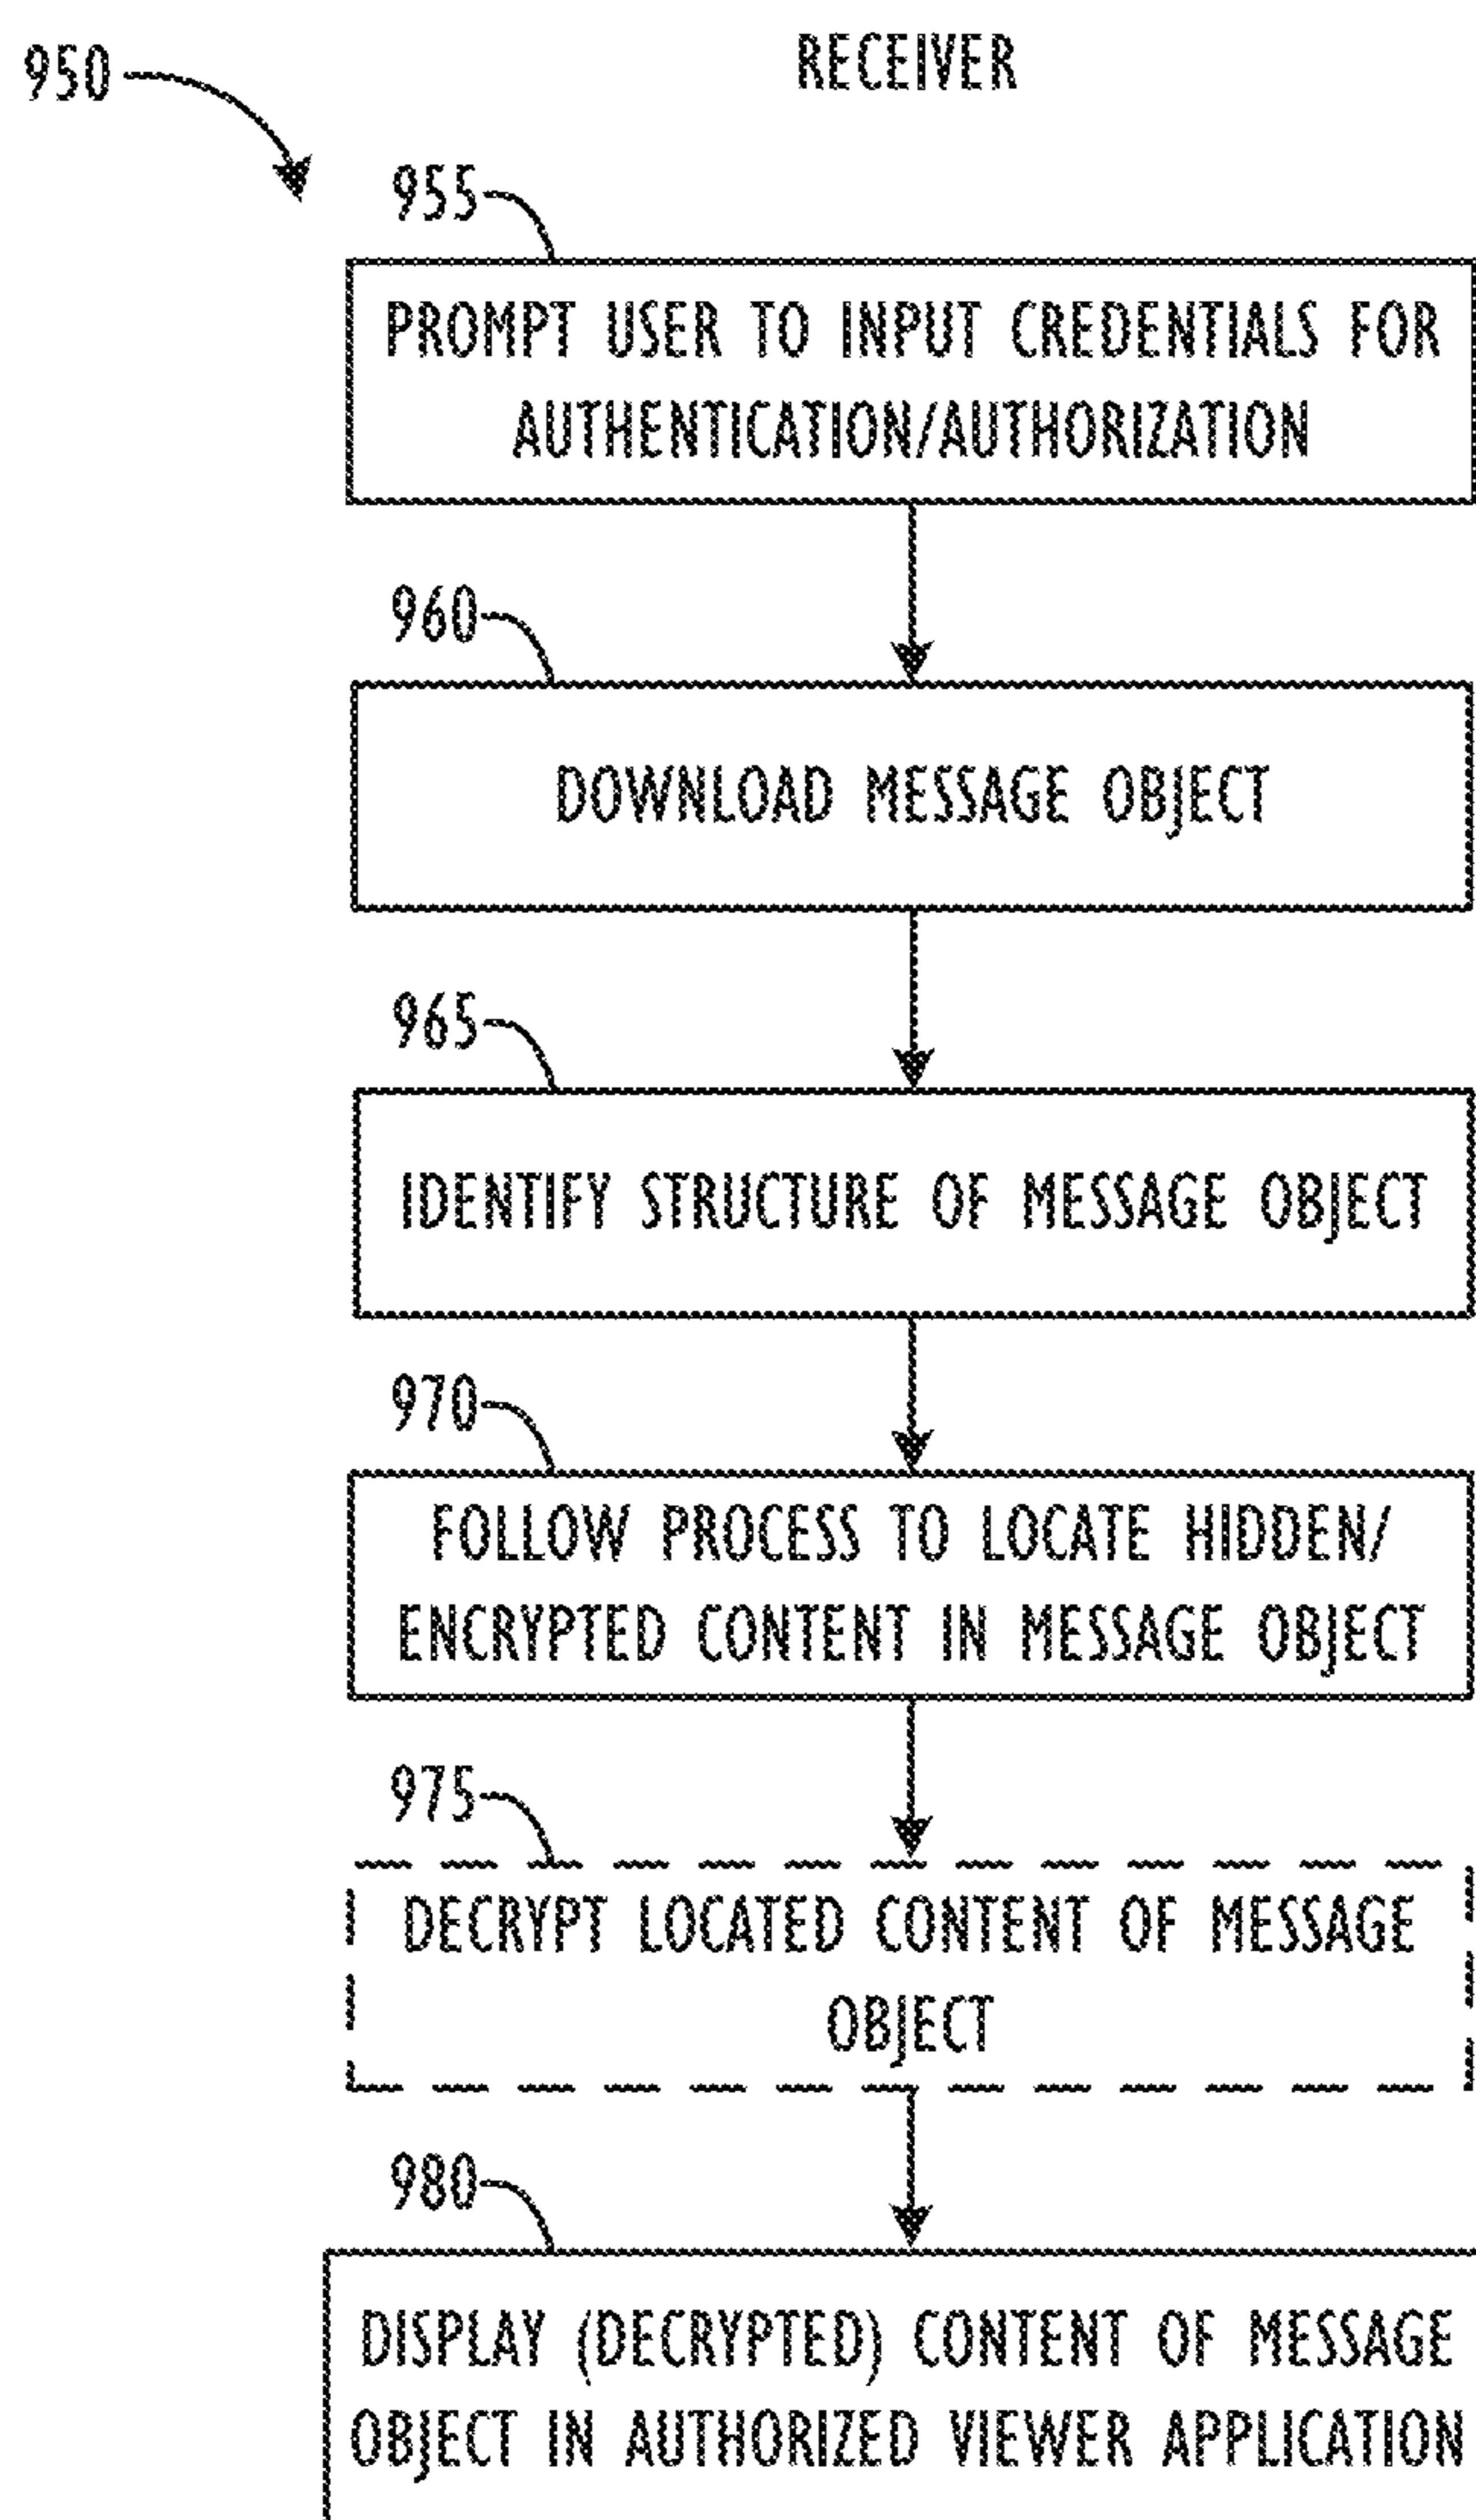 950
RECEIVER
955
PROMPT USER TO INPUT CREDENTIALS FOR
AUTHENTICATION/AUTHORIZATION
960
DOWNLOAD MESSAGE OBJECT
965
IDENTIFY STRUCTURE OF MESSAGE OBJECT
970
FOLLOW PROCESS TO LOCATE HIDDEN/
ENCRYPTED CONTENT IN MESSAGE OBJECT
975
DECRYPT LOCATED CONTENT OF MESSAGE
OBJECT
980
DISPLAY (DECRYPTED) CONTENT OF MESSAGE
OBJECT IN AUTHORIZED VIEWER APPLICATION